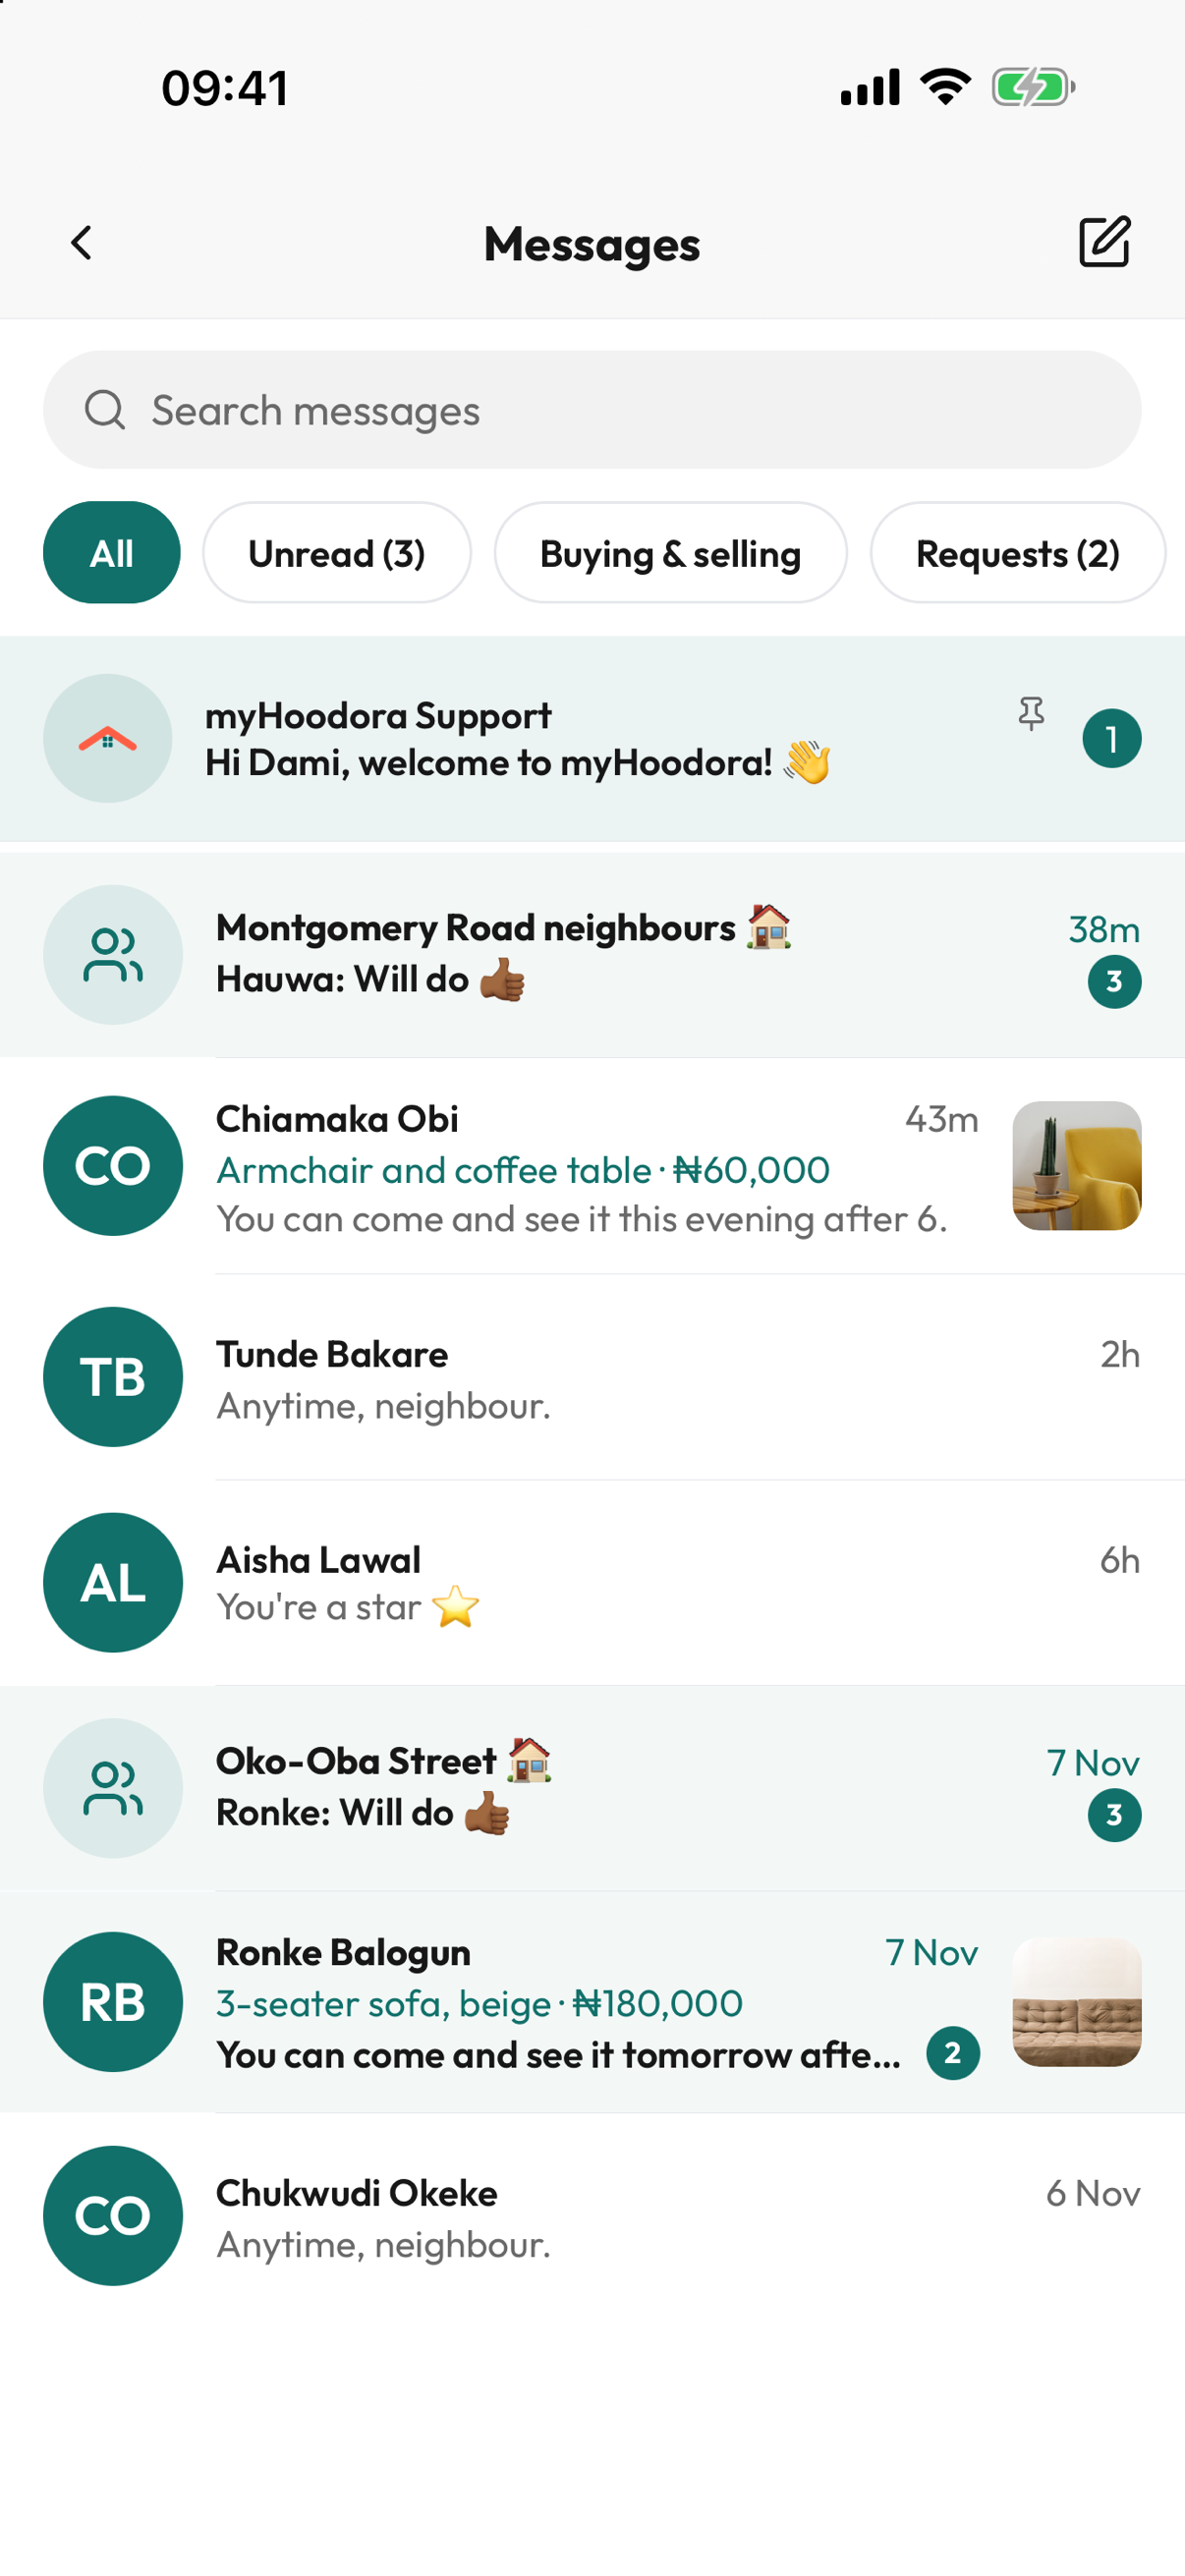 09:41
Messages
Search messages
All
Unread (3)
Buying & selling
Requests (2)
myHoodora Support
Hi Dami, welcome to myHoodora! 👋
1
Montgomery Road neighbours 🏠
38m
Hauwa: Will do 👍🏾
3
CO
Chiamaka Obi
43m
Armchair and coffee table · ₦60,000
You can come and see it this evening after 6.
TB
Tunde Bakare
2h
Anytime, neighbour.
AL
Aisha Lawal
6h
You're a star ⭐
Oko-Oba Street 🏠
7 Nov
Ronke: Will do 👍🏾
3
RB
Ronke Balogun
7 Nov
3-seater sofa, beige · ₦180,000
You can come and see it tomorrow afte...
2
CO
Chukwudi Okeke
6 Nov
Anytime, neighbour.